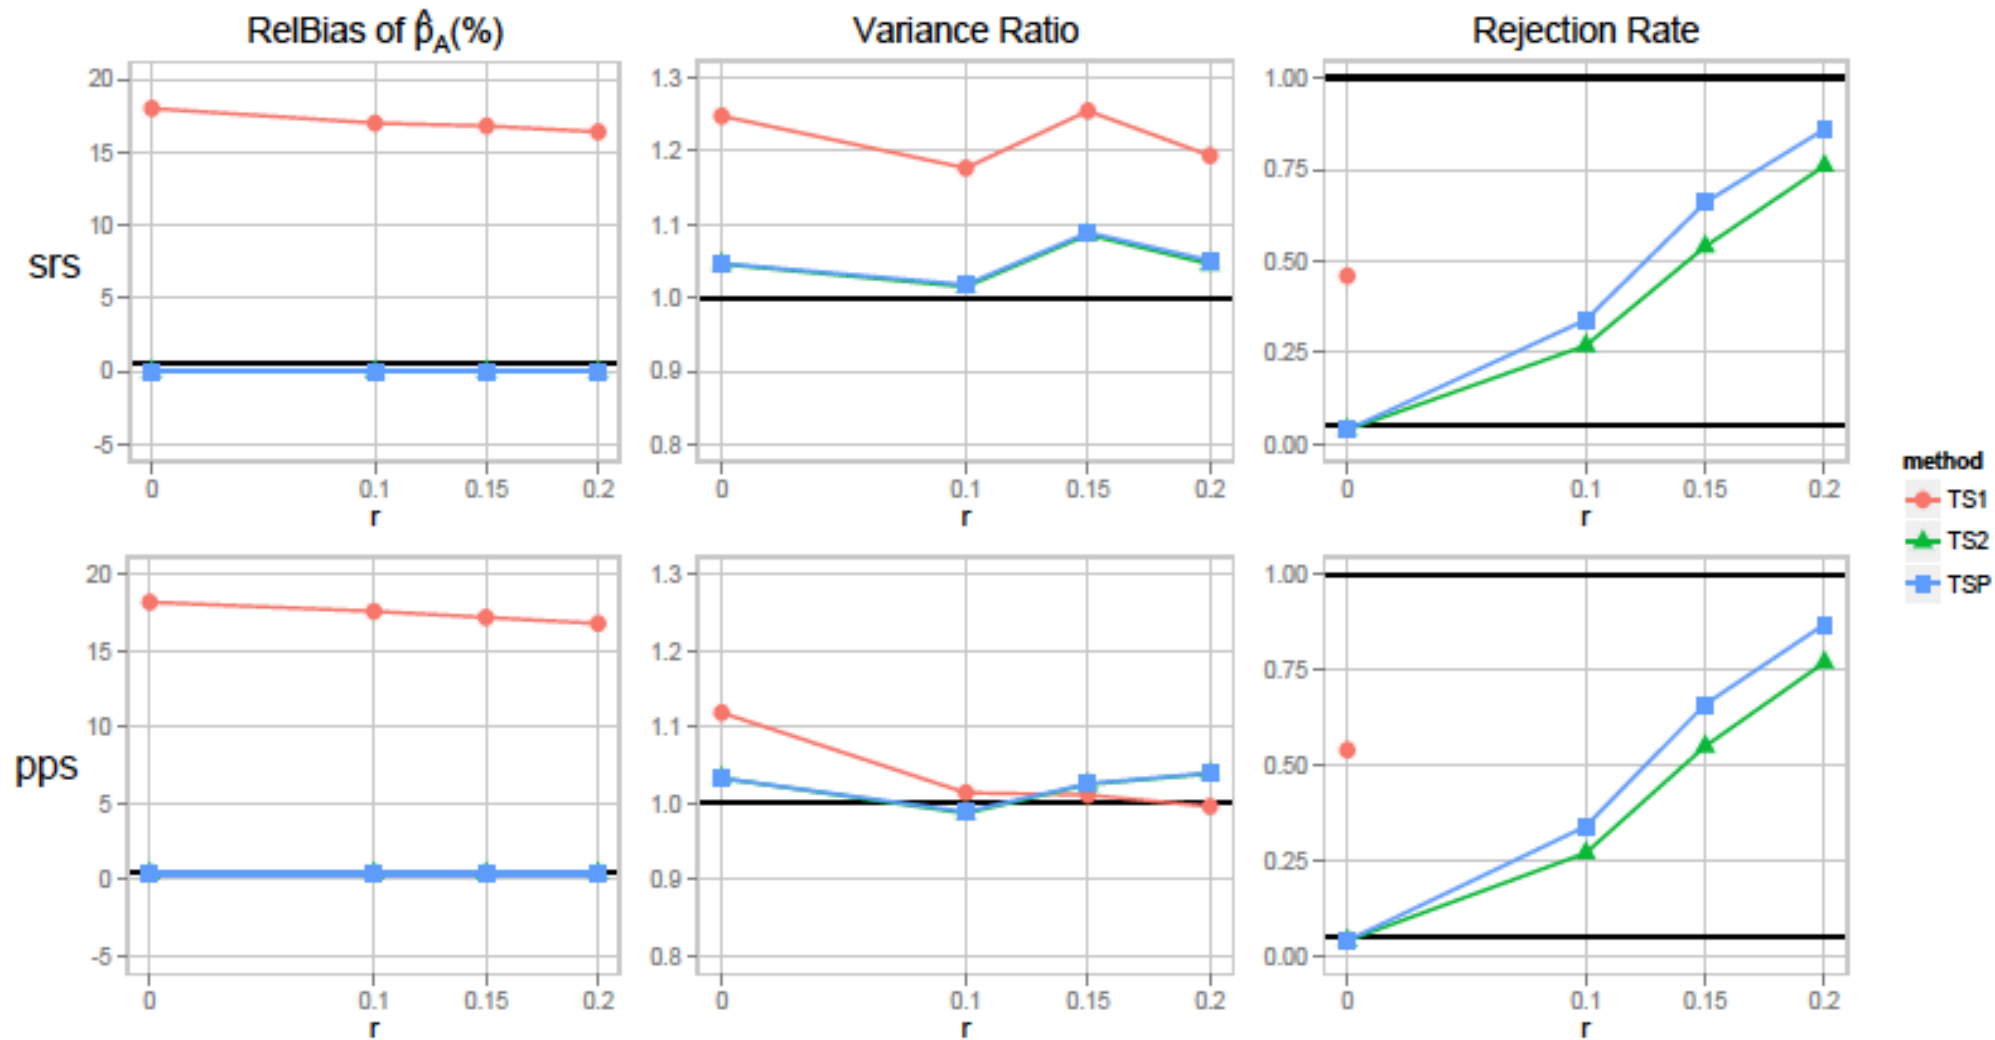 RelBias of p̂A(%) Variance Ratio Rejection Rate
srs
20
15
10
5
0
-5
0 0.1 0.15 0.2
r
1.3
1.2
1.1
1.0
0.9
0.8
0 0.1 0.15 0.2
r
1.00
0.75
0.50
0.25
0.00
0 0.1 0.15 0.2
r
method
TS1
TS2
TSP
pps
20
15
10
5
0
-5
0 0.1 0.15 0.2
r
1.3
1.2
1.1
1.0
0.9
0.8
0 0.1 0.15 0.2
r
1.00
0.75
0.50
0.25
0.00
0 0.1 0.15 0.2
r